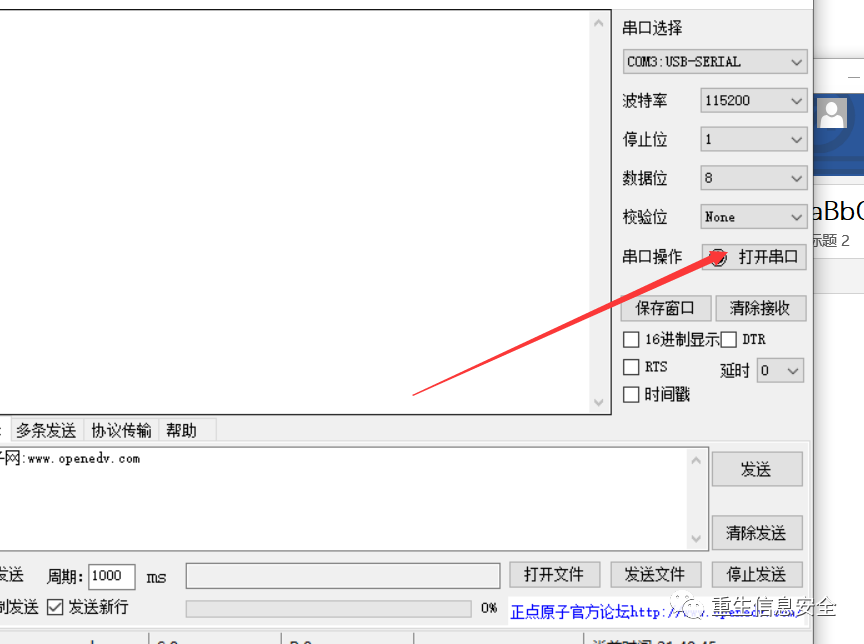 串口选择
COM3:USB-SERIAL
波特率 115200
停止位 1
数据位 8
校验位 None
串口操作 打开串口
aBbC
标题 2
保存窗口 清除接收
16进制显示 DTR
RTS 延时 0
时间戳
多条发送 协议传输 帮助
子网:www.openedv.com
发送
清除发送
发送 周期: 1000 ms 打开文件 发送文件 停止发送
制发送 发送新行 0% 正点原子官方论坛http://www.openedv.com/
重生信息安全